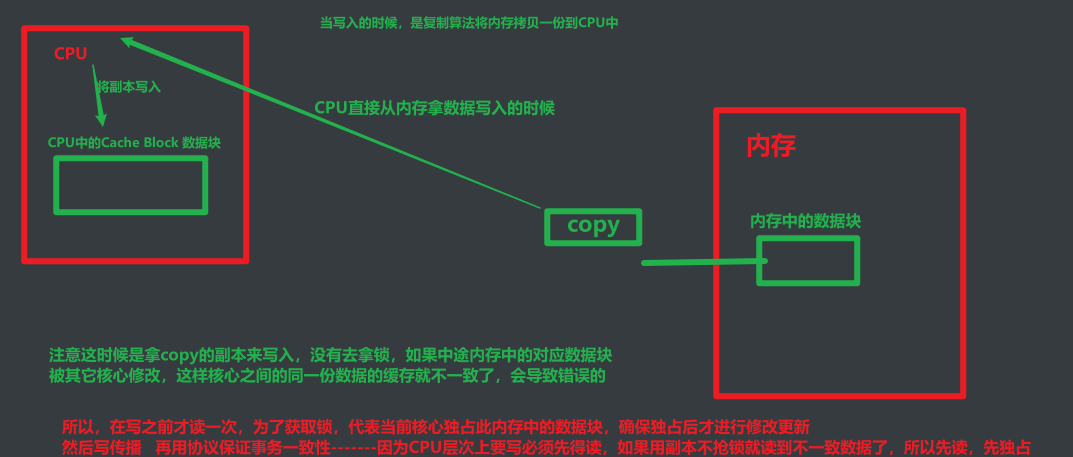 当写入的时候，是复制算法将内存拷贝一份到CPU中
CPU
将副本写入
CPU直接从内存拿数据写入的时候
CPU中的Cache Block 数据块
内存
copy
内存中的数据块
注意这时候是拿copy的副本来写入，没有去拿锁，如果中途内存中的对应数据块
被其它核心修改，这样核心之间的同一份数据的缓存就不一致了，会导致错误的
所以，在写之前才读一次，为了获取锁，代表当前核心独占此内存中的数据块，确保独占后才进行修改更新
然后写传播 再用协议保证事务一致性-------因为CPU层次上要写必须先得读，如果用副本不抢锁就读到不一致数据了，所以先读，先独占